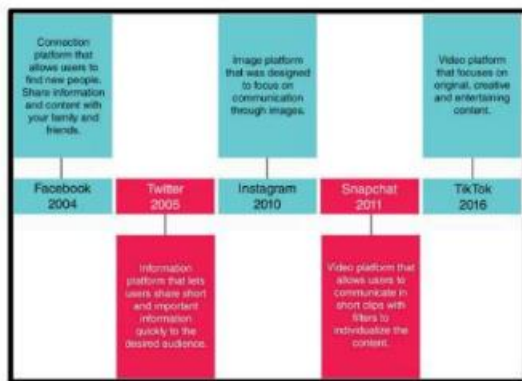 Connection
platform that
allows users to
find new people.
Share information
and content with
your family and
friends.
Image platform
that was designed
to focus on
communication
through images.
Video platform
that focuses on
original, creative
and entertaining
content.
Facebook
2004
Twitter
2005
Instagram
2010
Snapchat
2011
TikTok
2016
Information
platform that lets
users share short
and important
information
quickly to the
desired audience.
Video platform that
allows users to
communicate in
short clips with
filters to
individualize the
content.